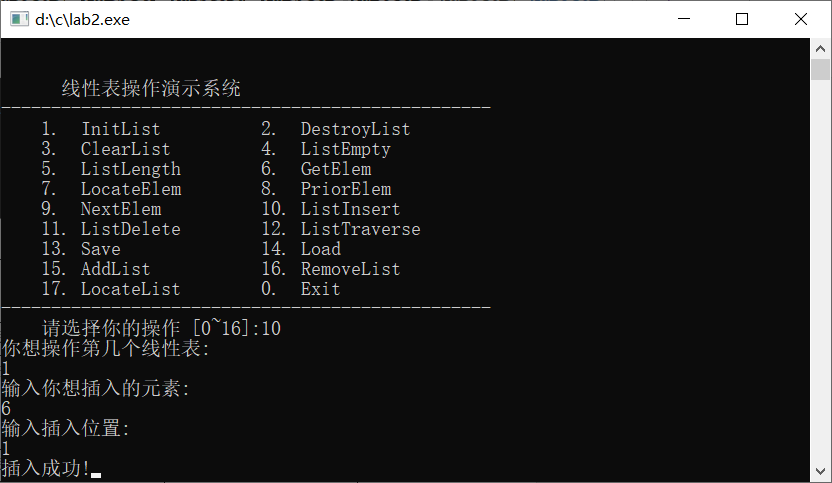 d:\c\lab2.exe
线性表操作演示系统
-------------------------------------------------
1. InitList 2. DestroyList
3. ClearList 4. ListEmpty
5. ListLength 6. GetElem
7. LocateElem 8. PriorElem
9. NextElem 10. ListInsert
11. ListDelete 12. ListTraverse
13. Save 14. Load
15. AddList 16. RemoveList
17. LocateList 0. Exit
-------------------------------------------------
请选择你的操作 [0~16]:10
你想操作第几个线性表:
1
输入你想插入的元素:
6
输入插入位置:
1
插入成功!